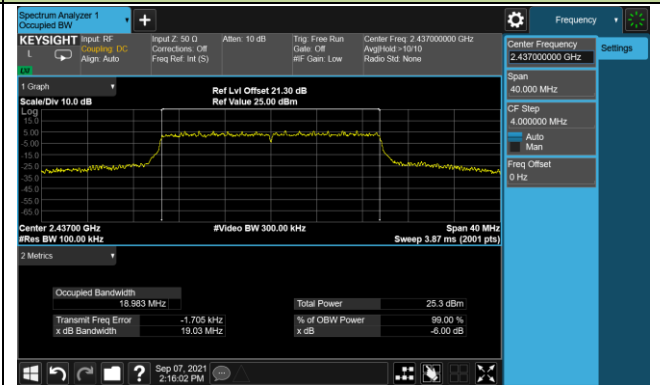 Spectrum Analyzer 1
Occupied BW
Frequency
KEYSIGHT
L
Input: RF
Coupling: DC
Align: Auto
Input Z: 50 Ω
Corrections: Off
Freq Ref: Int (S)
Atten: 10 dB
Trig: Free Run
Gate: Off
#IF Gain: Low
Center Freq: 2.437000000 GHz
Avg|Hold:>10/10
Radio Std: None
Center Frequency
2.437000000 GHz
Settings
Span
40.000 MHz
CF Step
4.000000 MHz
Auto
Man
Freq Offset
0 Hz
1 Graph
Scale/Div 10.0 dB
Ref Lvl Offset 21.30 dB
Ref Value 25.00 dBm
Log
15.0
5.00
-5.00
-15.0
-25.0
-35.0
-45.0
-55.0
-65.0
Center 2.43700 GHz
#Res BW 100.00 kHz
#Video BW 300.00 kHz
Span 40 MHz
Sweep 3.87 ms (2001 pts)
2 Metrics
Occupied Bandwidth
18.983 MHz
Total Power 25.3 dBm
Transmit Freq Error -1.705 kHz
% of OBW Power 99.00 %
x dB Bandwidth 19.03 MHz
x dB -6.00 dB
Sep 07, 2021
2:16:02 PM